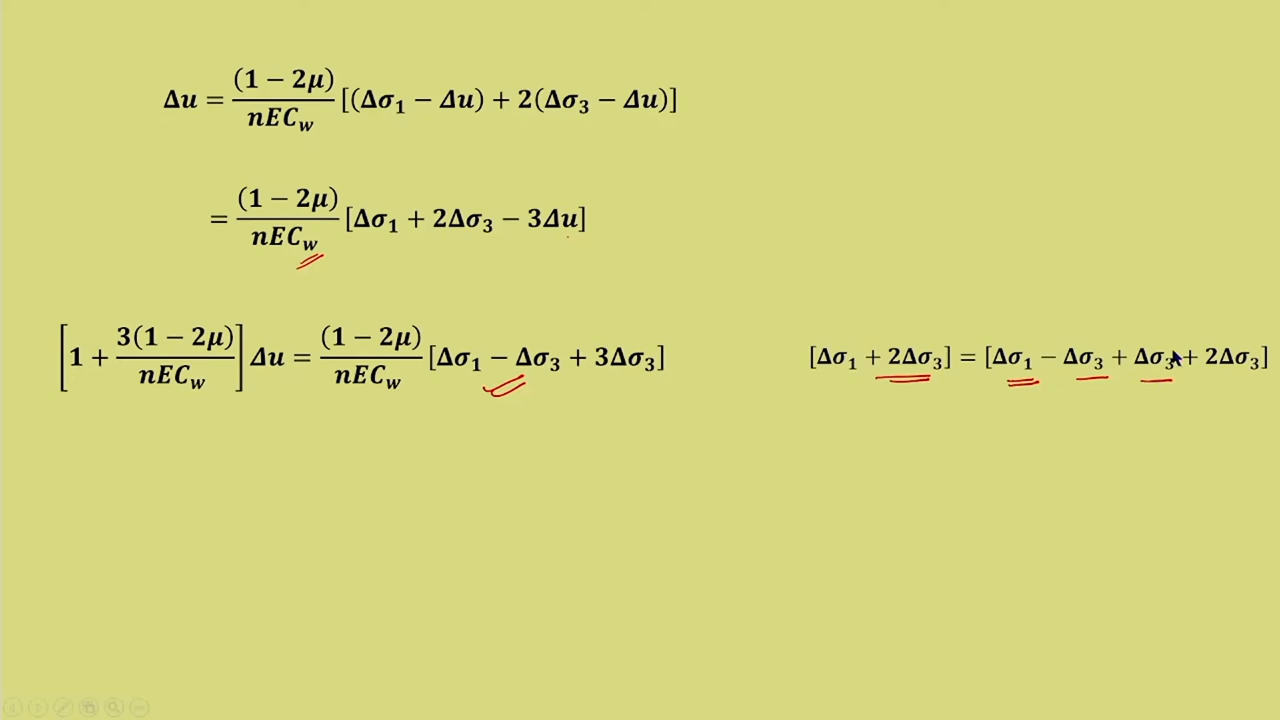 Δu = (1 − 2μ)/nEC_w [(Δσ₁ − Δu) + 2(Δσ₃ − Δu)]
= (1 − 2μ)/nEC_w [Δσ₁ + 2Δσ₃ − 3Δu]
[1 + 3(1 − 2μ)/nEC_w] Δu = (1 − 2μ)/nEC_w [Δσ₁ − Δσ₃ + 3Δσ₃]
[Δσ₁ + 2Δσ₃] = [Δσ₁ − Δσ₃ + Δσ₃ + 2Δσ₃]